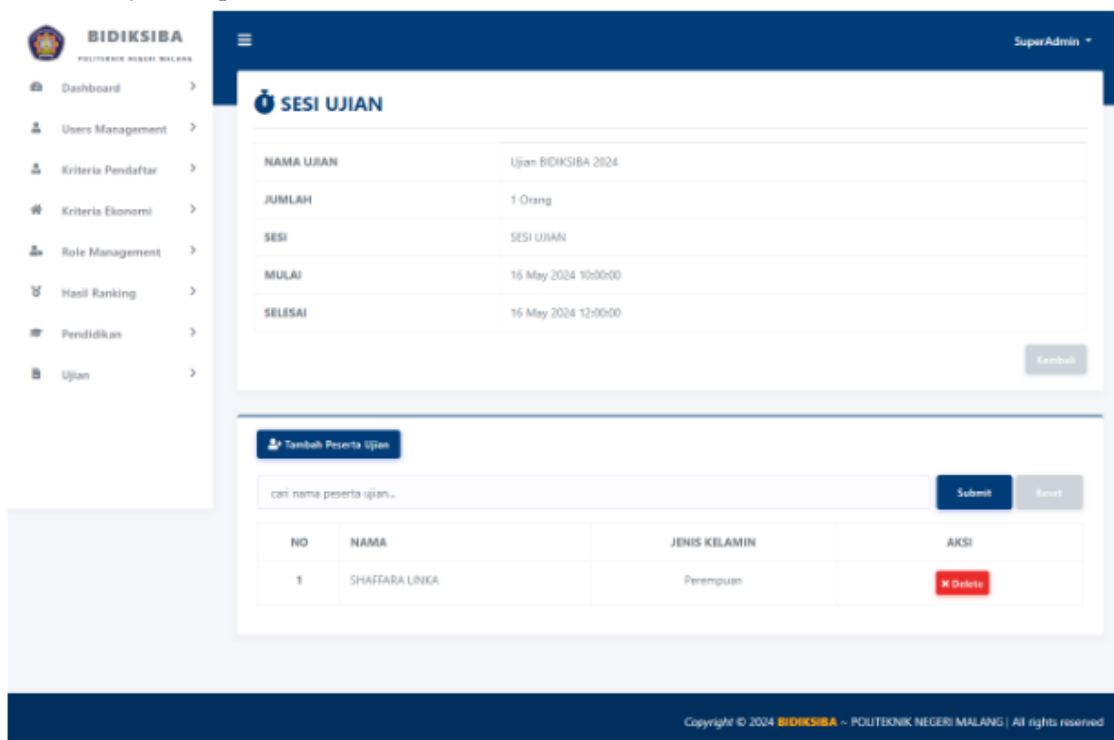 BIDIKSIBA
POLITEKNIK NEGERI MALANG
SuperAdmin
Dashboard
Users Management
Kriteria Pendaftar
Kriteria Ekonomi
Role Management
Hasil Ranking
Pendidikan
Ujian
SESI UJIAN
NAMA UJIAN Ujian BIDIKSIBA 2024
JUMLAH 1 Orang
SESI SESI UJIAN
MULAI 16 May 2024 10:00:00
SELESAI 16 May 2024 12:00:00
Kembali
Tambah Peserta Ujian
cari nama peserta ujian...
Submit Reset
NO NAMA JENIS KELAMIN AKSI
1 SHAFFARA LINKA Perempuan Delete
Copyright © 2024 BIDIKSIBA ~ POLITEKNIK NEGERI MALANG | All rights reserved